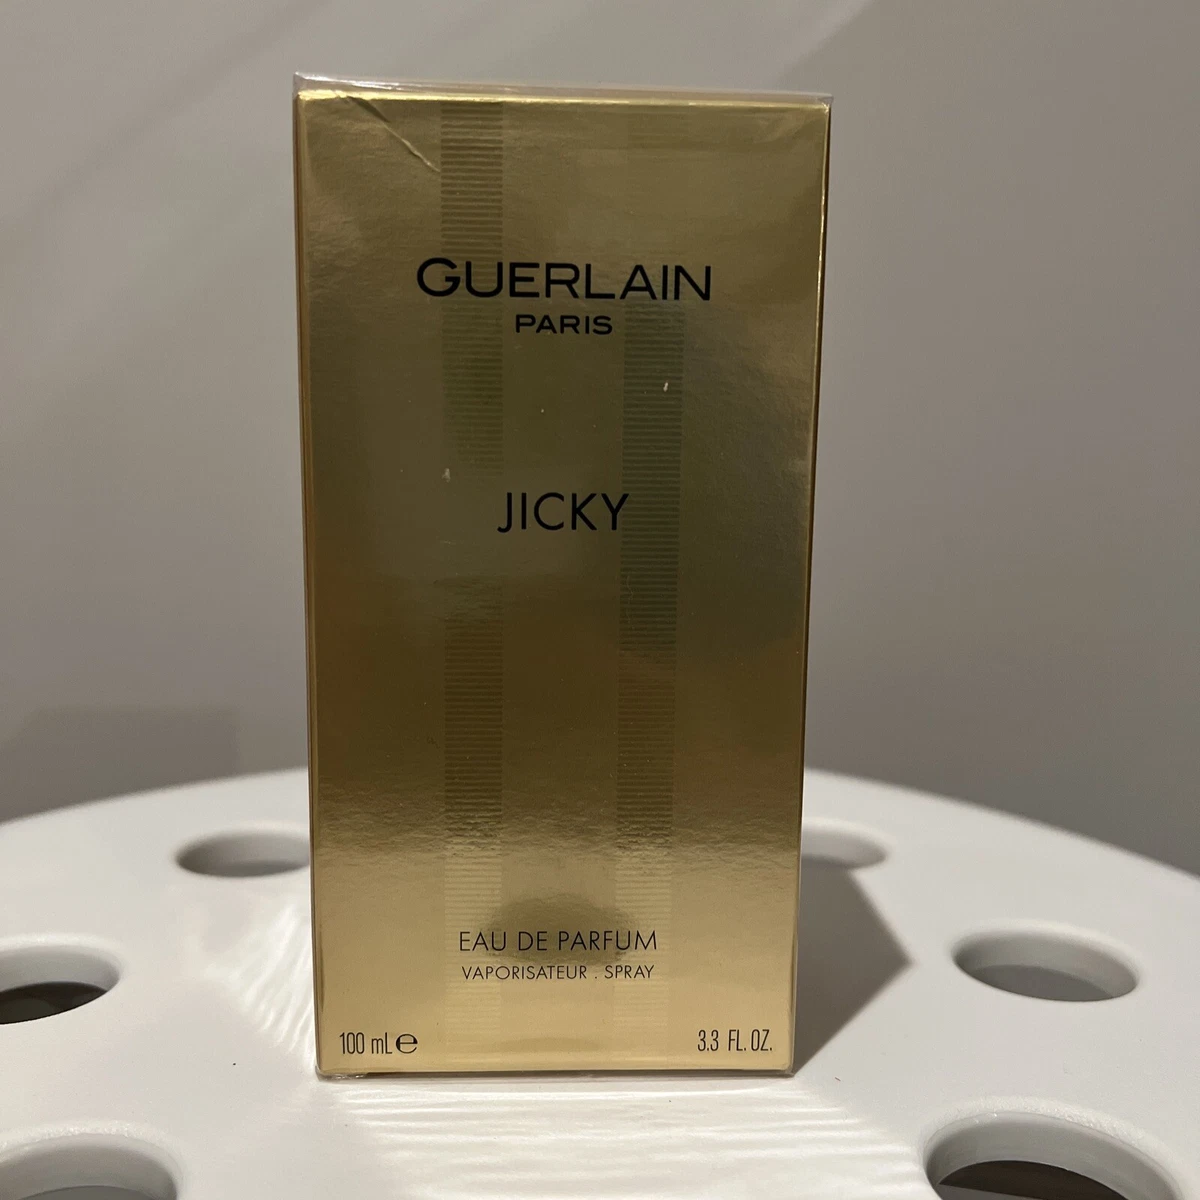 GUERLAIN
PARIS
JICKY
EAU DE PARFUM
VAPORISATEUR . SPRAY
100 mL℮ 3.3 FL. OZ.